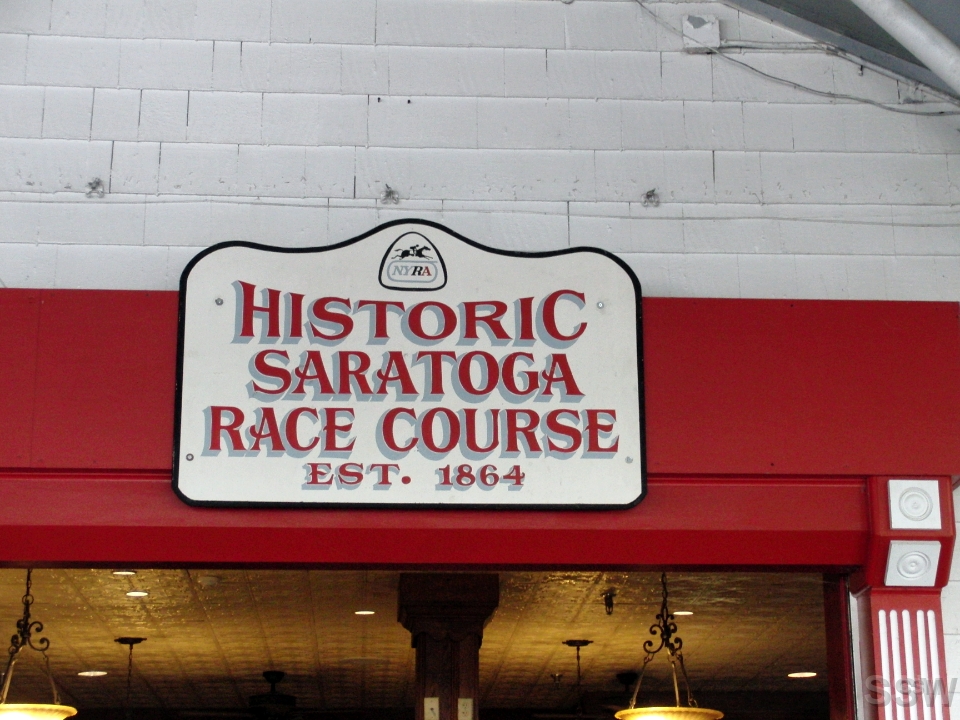 NYRA
HISTORIC
SARATOGA
RACE COURSE
EST. 1864
SSW